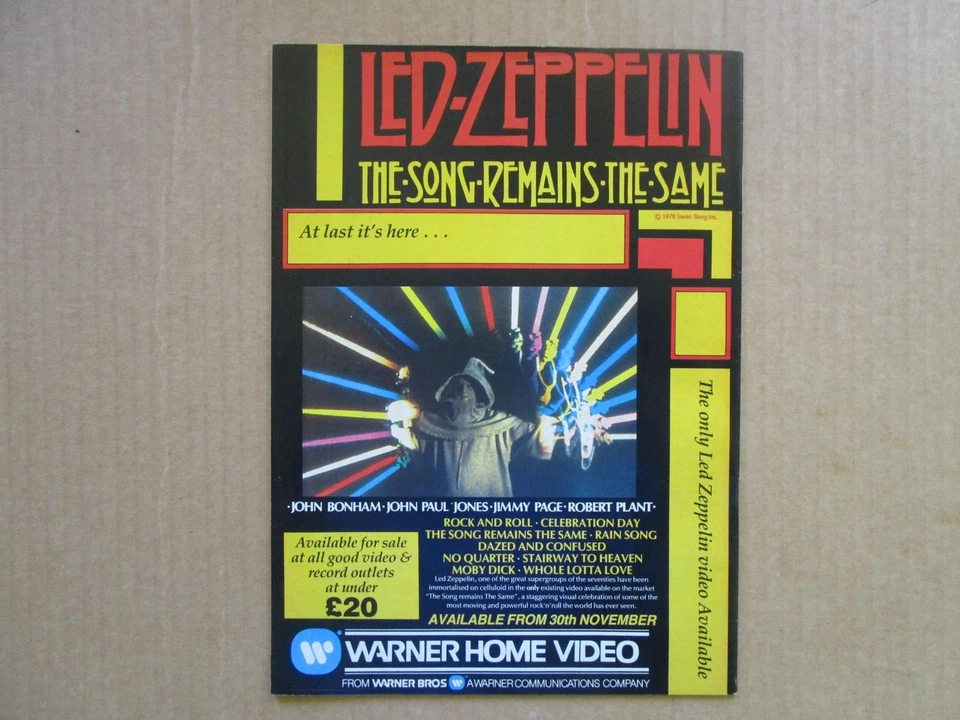 LED-ZEPPELIN
THE·SONG·REMAINS·THE·SAME
© 1976 Swan Song Inc.
At last it's here . . .
The only Led Zeppelin video Available
·JOHN BONHAM·JOHN PAUL JONES·JIMMY PAGE·ROBERT PLANT·
ROCK AND ROLL · CELEBRATION DAY
THE SONG REMAINS THE SAME · RAIN SONG
DAZED AND CONFUSED
NO QUARTER · STAIRWAY TO HEAVEN
MOBY DICK · WHOLE LOTTA LOVE
Led Zeppelin, one of the great supergroups of the seventies have been
immortalised on celluloid in the only existing video available on the market
"The Song remains The Same", a staggering visual celebration of some of the
most moving and powerful rock'n'roll the world has ever seen.
AVAILABLE FROM 30th NOVEMBER
Available for sale
at all good video &
record outlets
at under
£20
WARNER HOME VIDEO
FROM WARNER BROS A WARNER COMMUNICATIONS COMPANY